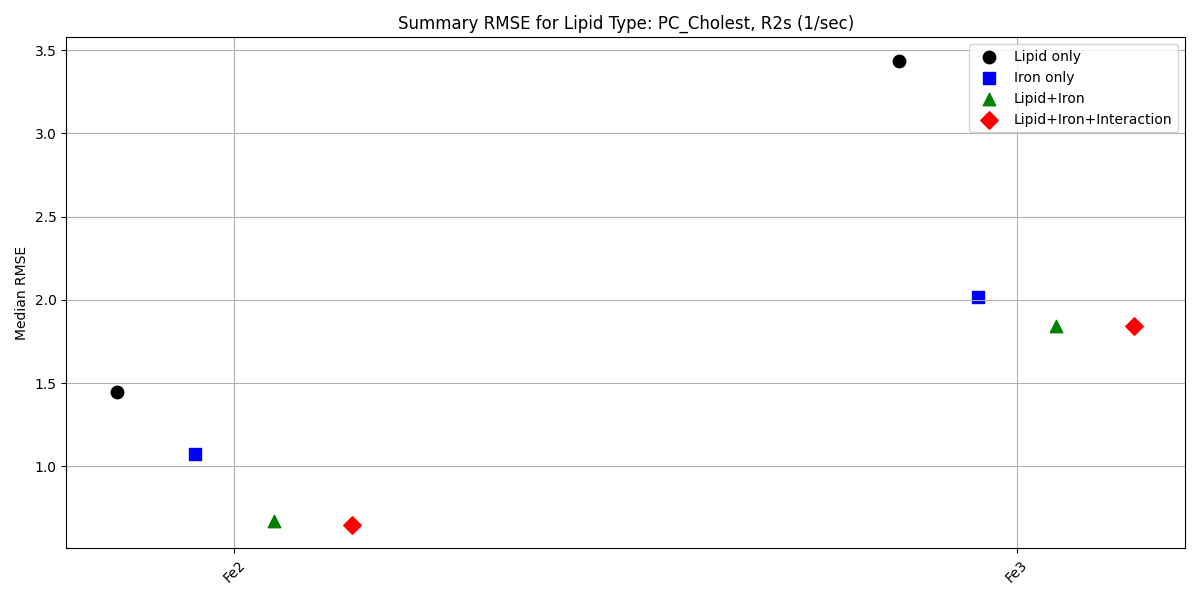 Summary RMSE for Lipid Type: PC_Cholest, R2s (1/sec)
Median RMSE
3.5
3.0
2.5
2.0
1.5
1.0
Fe2
Fe3
Lipid only
Iron only
Lipid+Iron
Lipid+Iron+Interaction